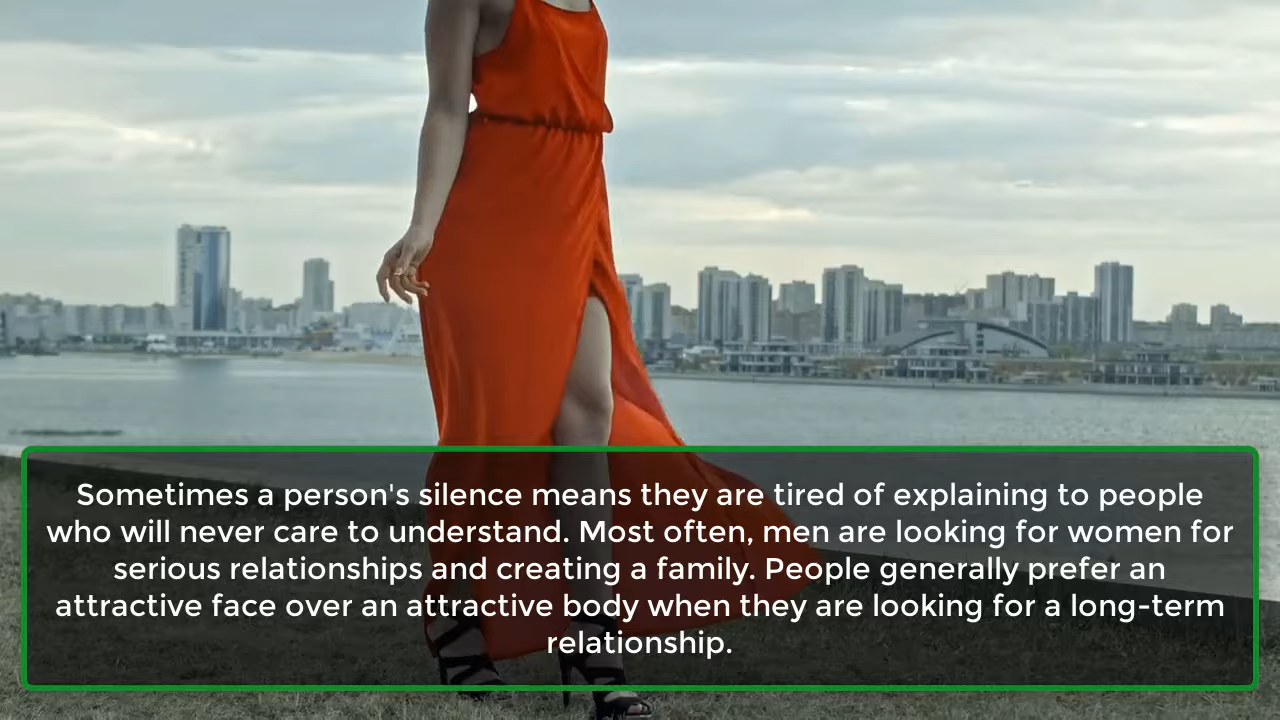 Sometimes a person's silence means they are tired of explaining to people
who will never care to understand. Most often, men are looking for women for
serious relationships and creating a family. People generally prefer an
attractive face over an attractive body when they are looking for a long-term
relationship.